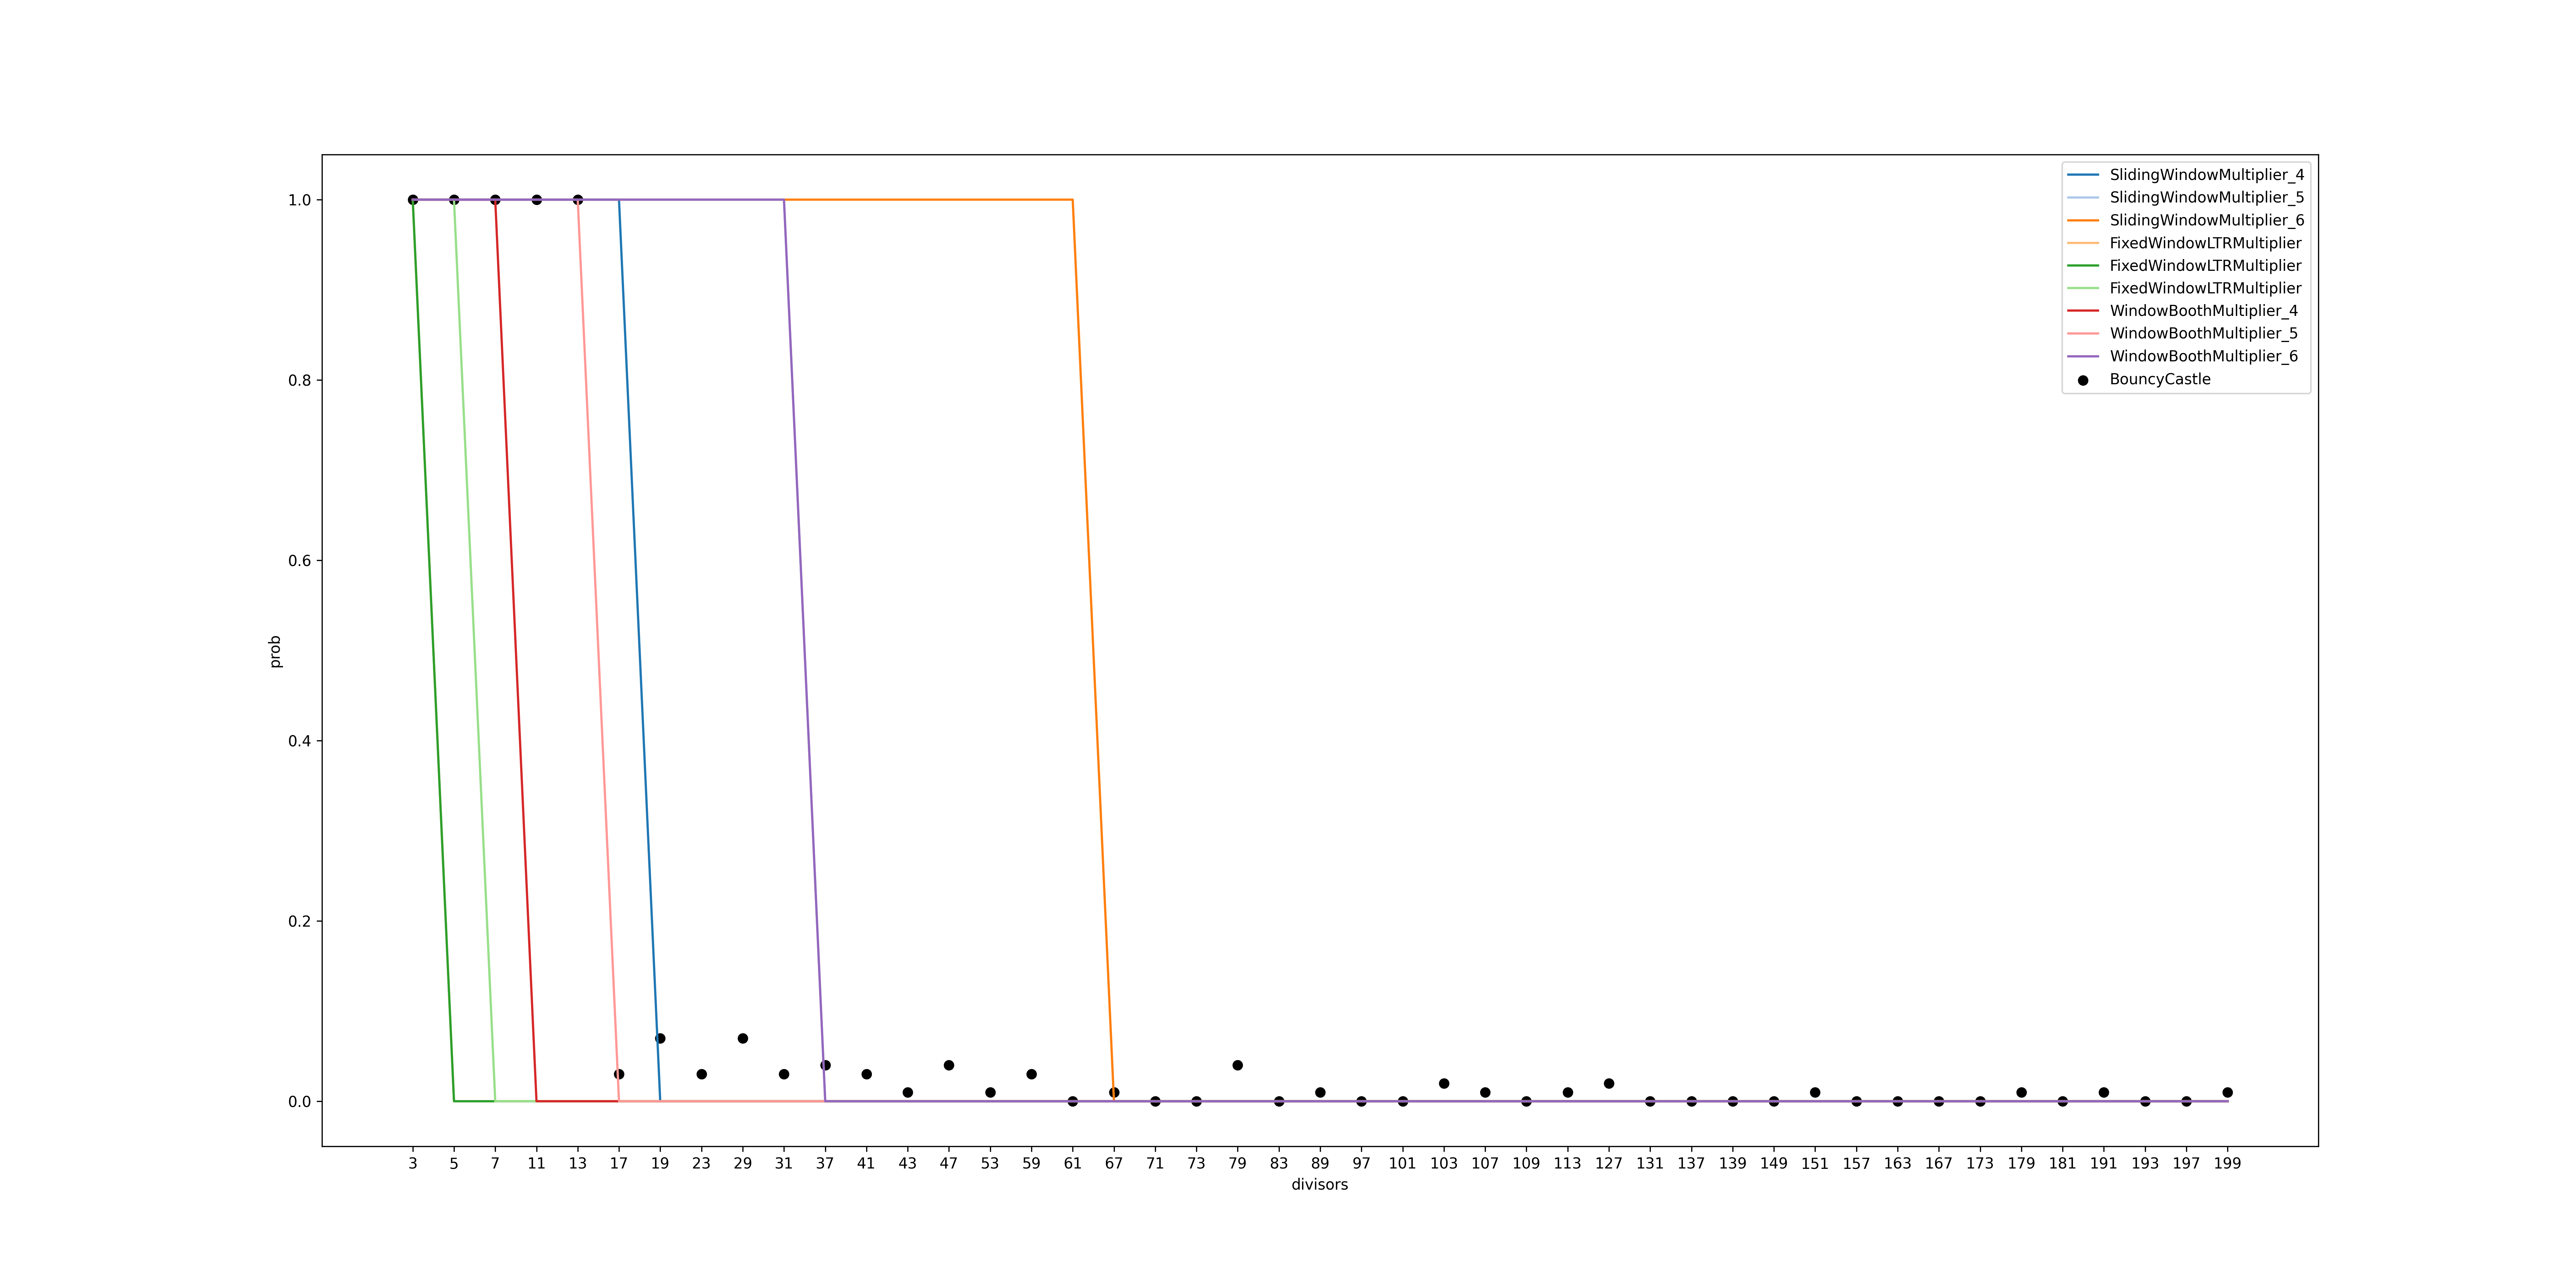 1.0
0.8
0.6
0.4
0.2
0.0
prob
SlidingWindowMultiplier_4
SlidingWindowMultiplier_5
SlidingWindowMultiplier_6
FixedWindowLTRMultiplier
FixedWindowLTRMultiplier
FixedWindowLTRMultiplier
WindowBoothMultiplier_4
WindowBoothMultiplier_5
WindowBoothMultiplier_6
BouncyCastle
3 5 7 11 13 17 19 23 29 31 37 41 43 47 53 59 61 67 71 73 79 83 89 97 101 103 107 109 113 127 131 137 139 149 151 157 163 167 173 179 181 191 193 197 199
divisors